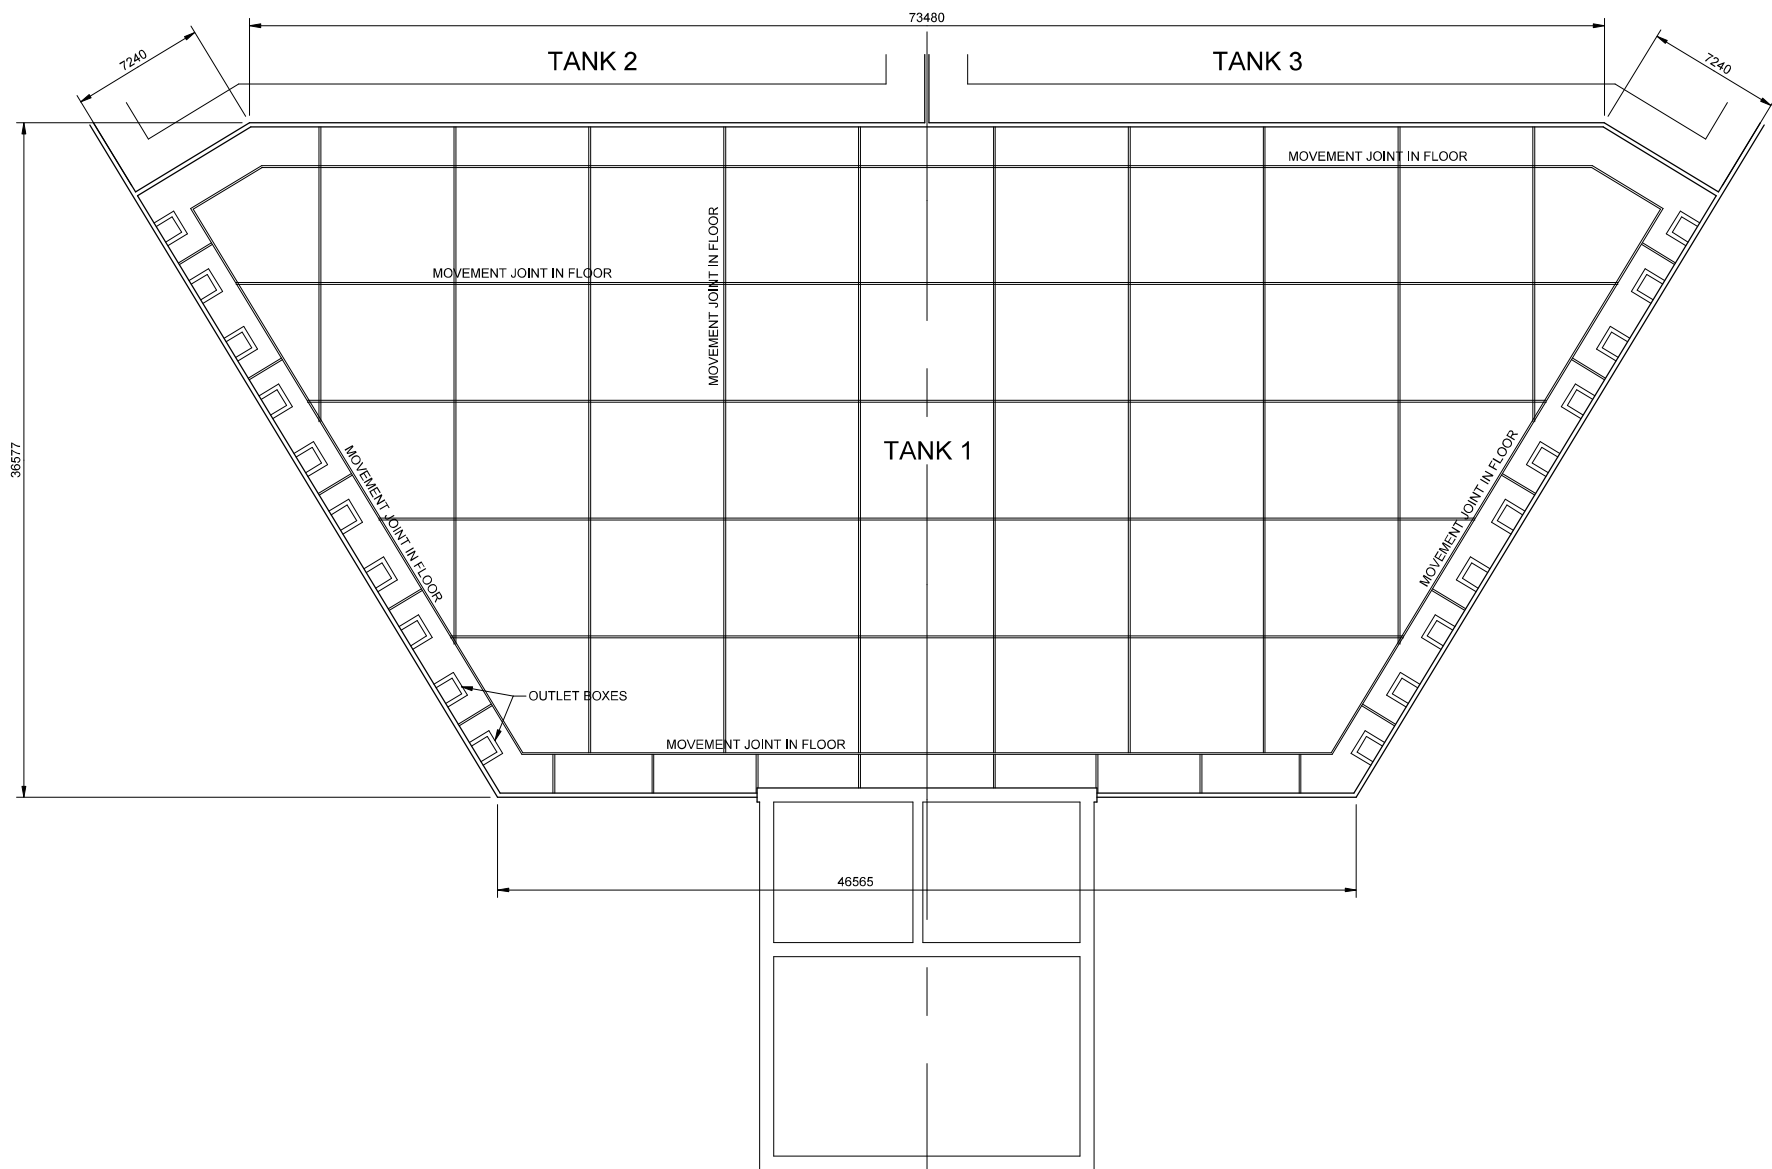 73480
7240
TANK 2
TANK 3
7240
MOVEMENT JOINT IN FLOOR
MOVEMENT JOINT IN FLOOR
MOVEMENT JOINT IN FLOOR
TANK 1
36577
MOVEMENT JOINT IN FLOOR
MOVEMENT JOINT IN FLOOR
OUTLET BOXES
MOVEMENT JOINT IN FLOOR
46565